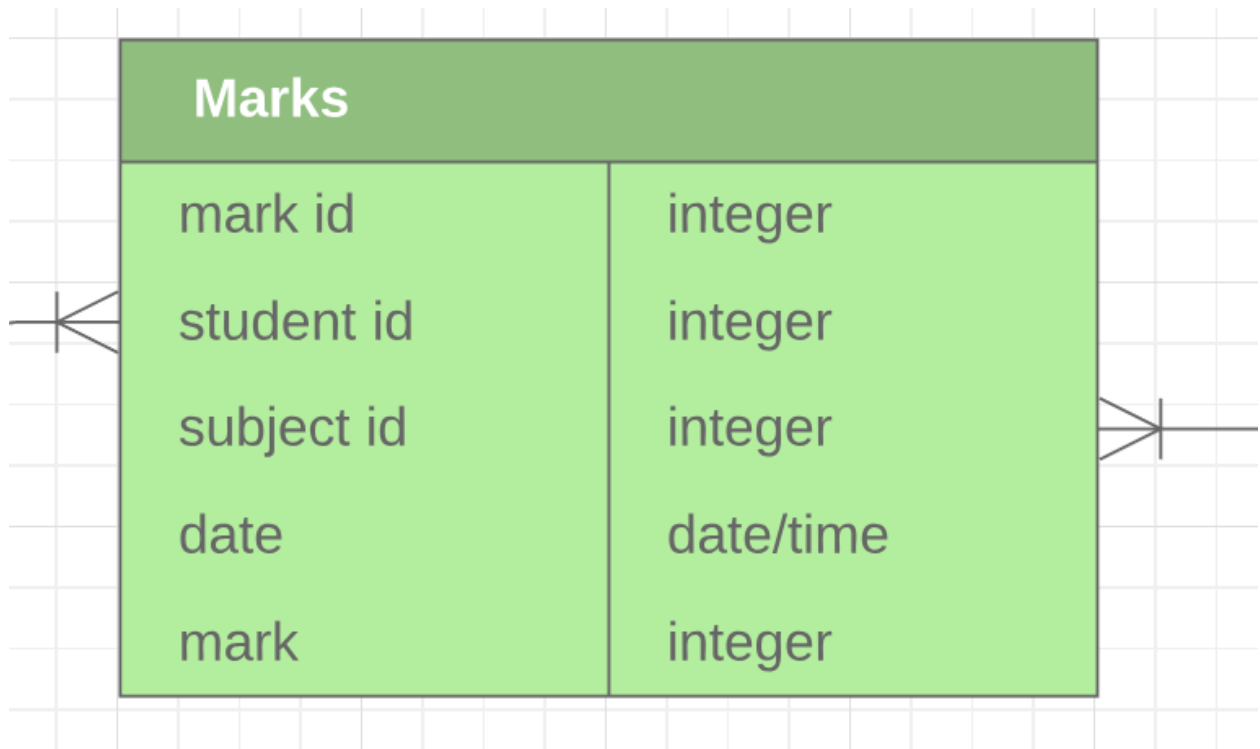 Marks
mark id integer
student id integer
subject id integer
date date/time
mark integer